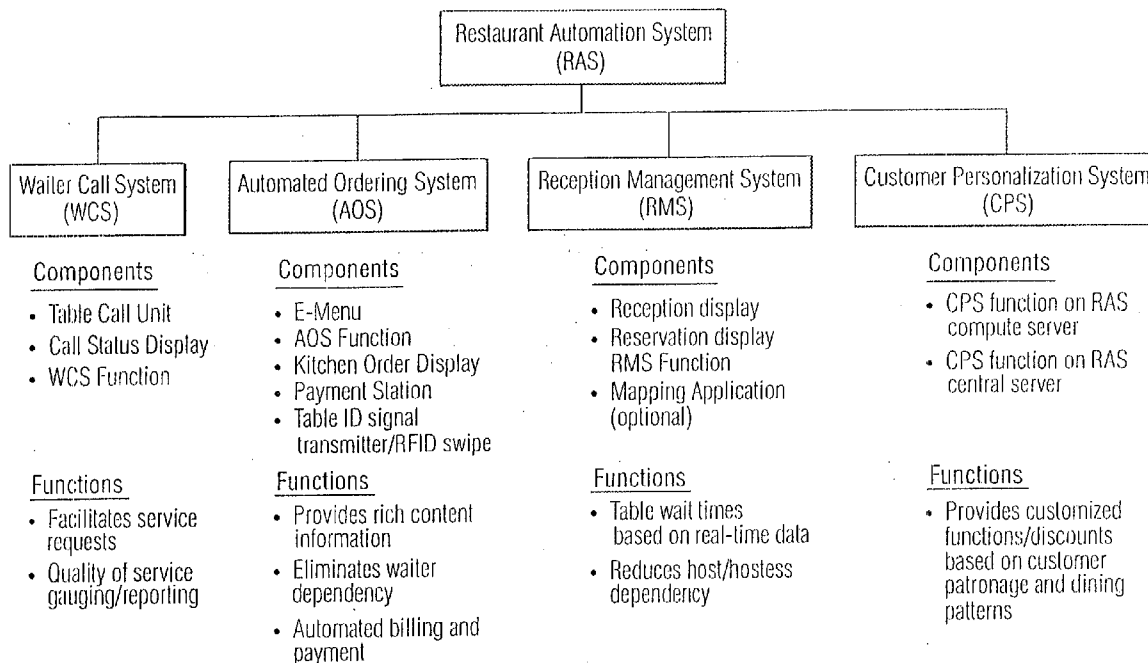 Restaurant Automation System
(RAS)
Waiter Call System
(WCS)
Automated Ordering System
(AOS)
Reception Management System
(RMS)
Customer Personalization System
(CPS)
Components
• Table Call Unit
• Call Status Display
• WCS Function
Functions
• Facilitates service
requests
• Quality of service
gauging/reporting
Components
• E-Menu
• AOS Function
• Kitchen Order Display
• Payment Station
• Table ID signal
transmitter/RFID swipe
Functions
• Provides rich content
information
• Eliminates waiter
dependency
• Automated billing and
payment
Components
• Reception display
• Reservation display
RMS Function
• Mapping Application
(optional)
Functions
• Table wait times
based on real-time data
• Reduces host/hostess
dependency
Components
• CPS function on RAS
compute server
• CPS function on RAS
central server
Functions
• Provides customized
functions/discounts
based on customer
patronage and dining
patterns